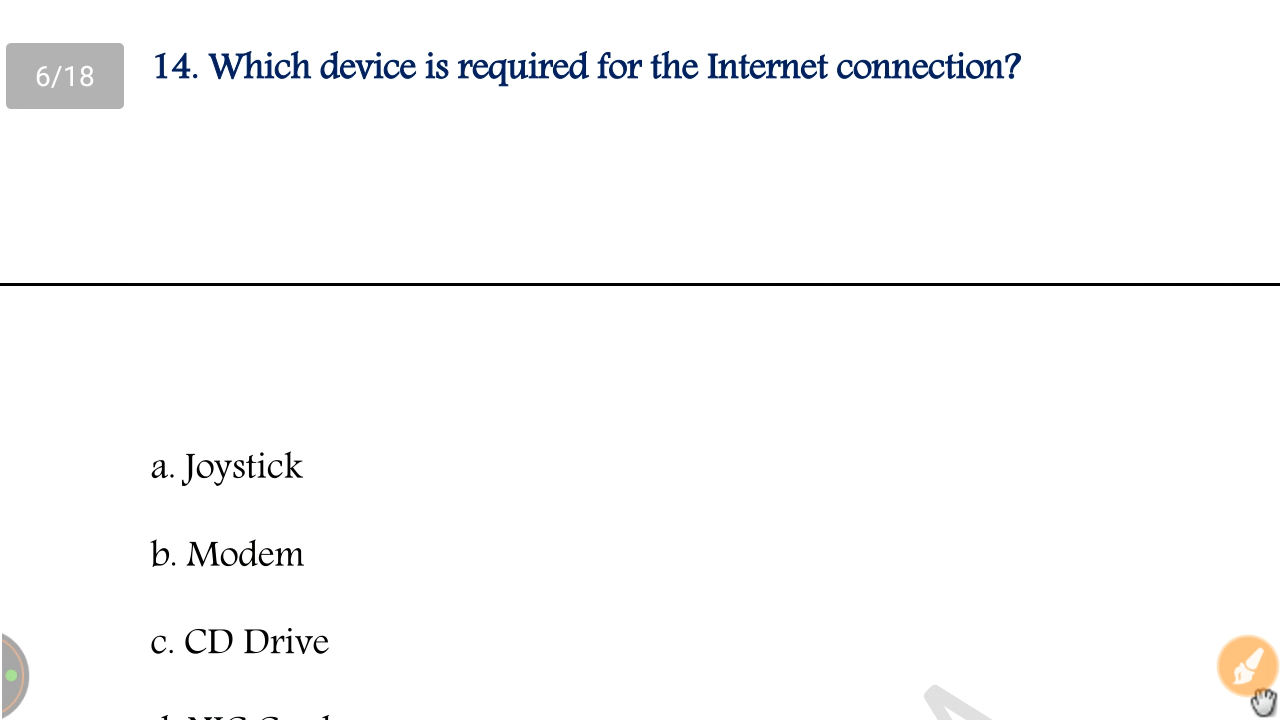 6/18
14. Which device is required for the Internet connection?
a. Joystick
b. Modem
c. CD Drive